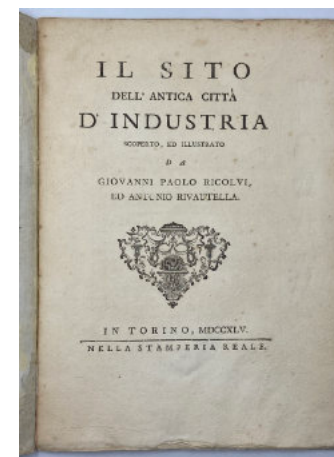 IL SITO
DELL' ANTICA CITTÀ
D' INDUSTRIA
SCOPERTO, ED ILLUSTRATO
DA
GIOVANNI PAOLO RICOLVI,
ED ANTONIO RIVAUTELLA.
IN TORINO, MDCCXLV.
NELLA STAMPERIA REALE.